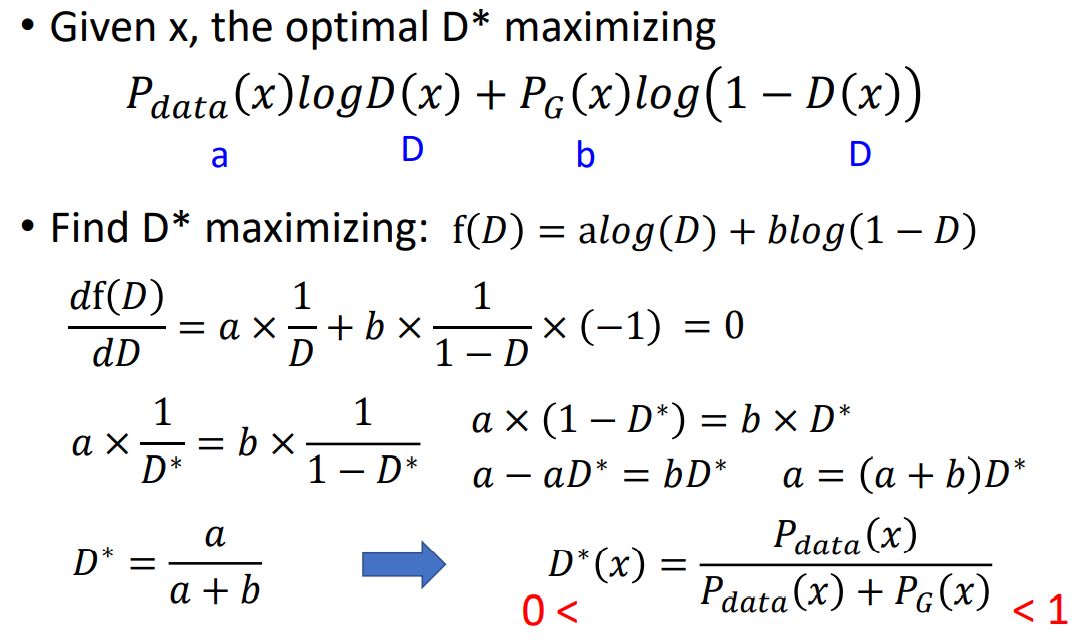 • Given x, the optimal D* maximizing
P_data(x)logD(x) + P_G(x)log(1 − D(x))
a D b D
• Find D* maximizing: f(D) = alog(D) + blog(1 − D)
df(D)/dD = a × 1/D + b × 1/(1 − D) × (−1) = 0
a × 1/D* = b × 1/(1 − D*)
a × (1 − D*) = b × D*
a − aD* = bD* a = (a + b)D*
D* = a/(a + b)
D*(x) = P_data(x)/(P_data(x) + P_G(x))
0 < < 1